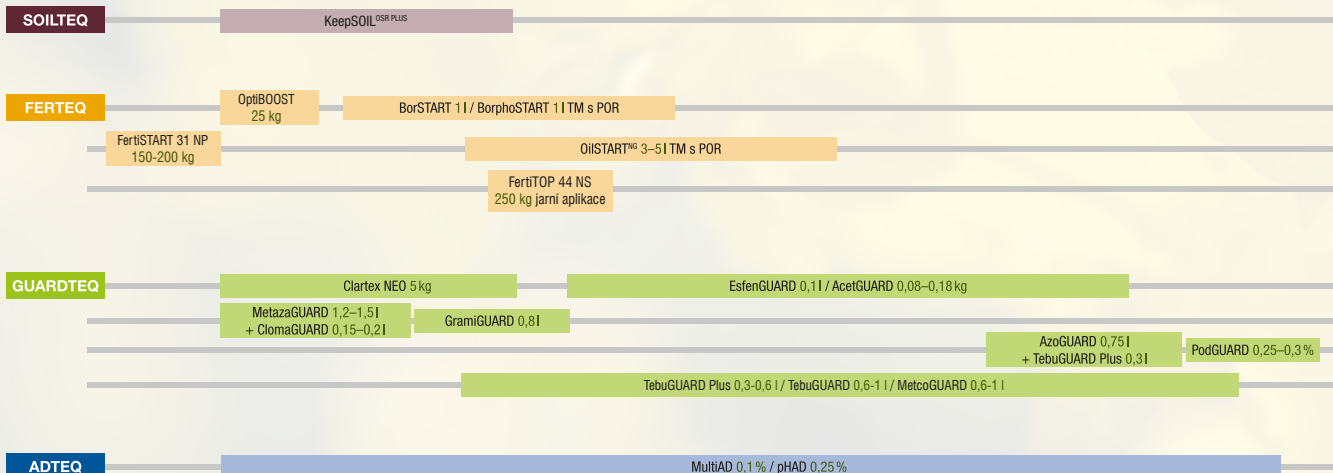 SOILTEQ
KeepSOIL OSR PLUS
FERTEQ
OptiBOOST
25 kg
BorSTART 1 l / BorphoSTART 1 l TM s POR
FertiSTART 31 NP
150-200 kg
OilSTART NG 3–5 l TM s POR
FertiTOP 44 NS
250 kg jarní aplikace
GUARDTEQ
Clartex NEO 5 kg
EsfenGUARD 0,1 l / AcetGUARD 0,08–0,18 kg
MetazaGUARD 1,2–1,5 l
+ ClomaGUARD 0,15–0,2 l
GramiGUARD 0,8 l
AzoGUARD 0,75 l
+ TebuGUARD Plus 0,3 l
PodGUARD 0,25–0,3 %
TebuGUARD Plus 0,3-0,6 l / TebuGUARD 0,6-1 l / MetcoGUARD 0,6-1 l
ADTEQ
MultiAD 0,1 % / pHAD 0,25 %